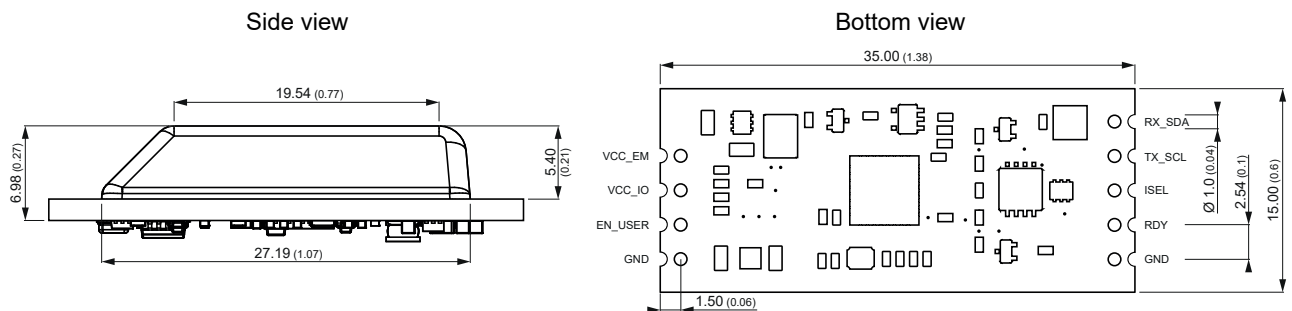 Side view
19.54 (0.77)
6.98 (0.27)
5.40 (0.21)
27.19 (1.07)
Bottom view
35.00 (1.38)
VCC_EM
VCC_IO
EN_USER
GND
RX_SDA
TX_SCL
ISEL
RDY
GND
Ø 1.0 (0.04)
2.54 (0.1)
15.00 (0.6)
1.50 (0.06)